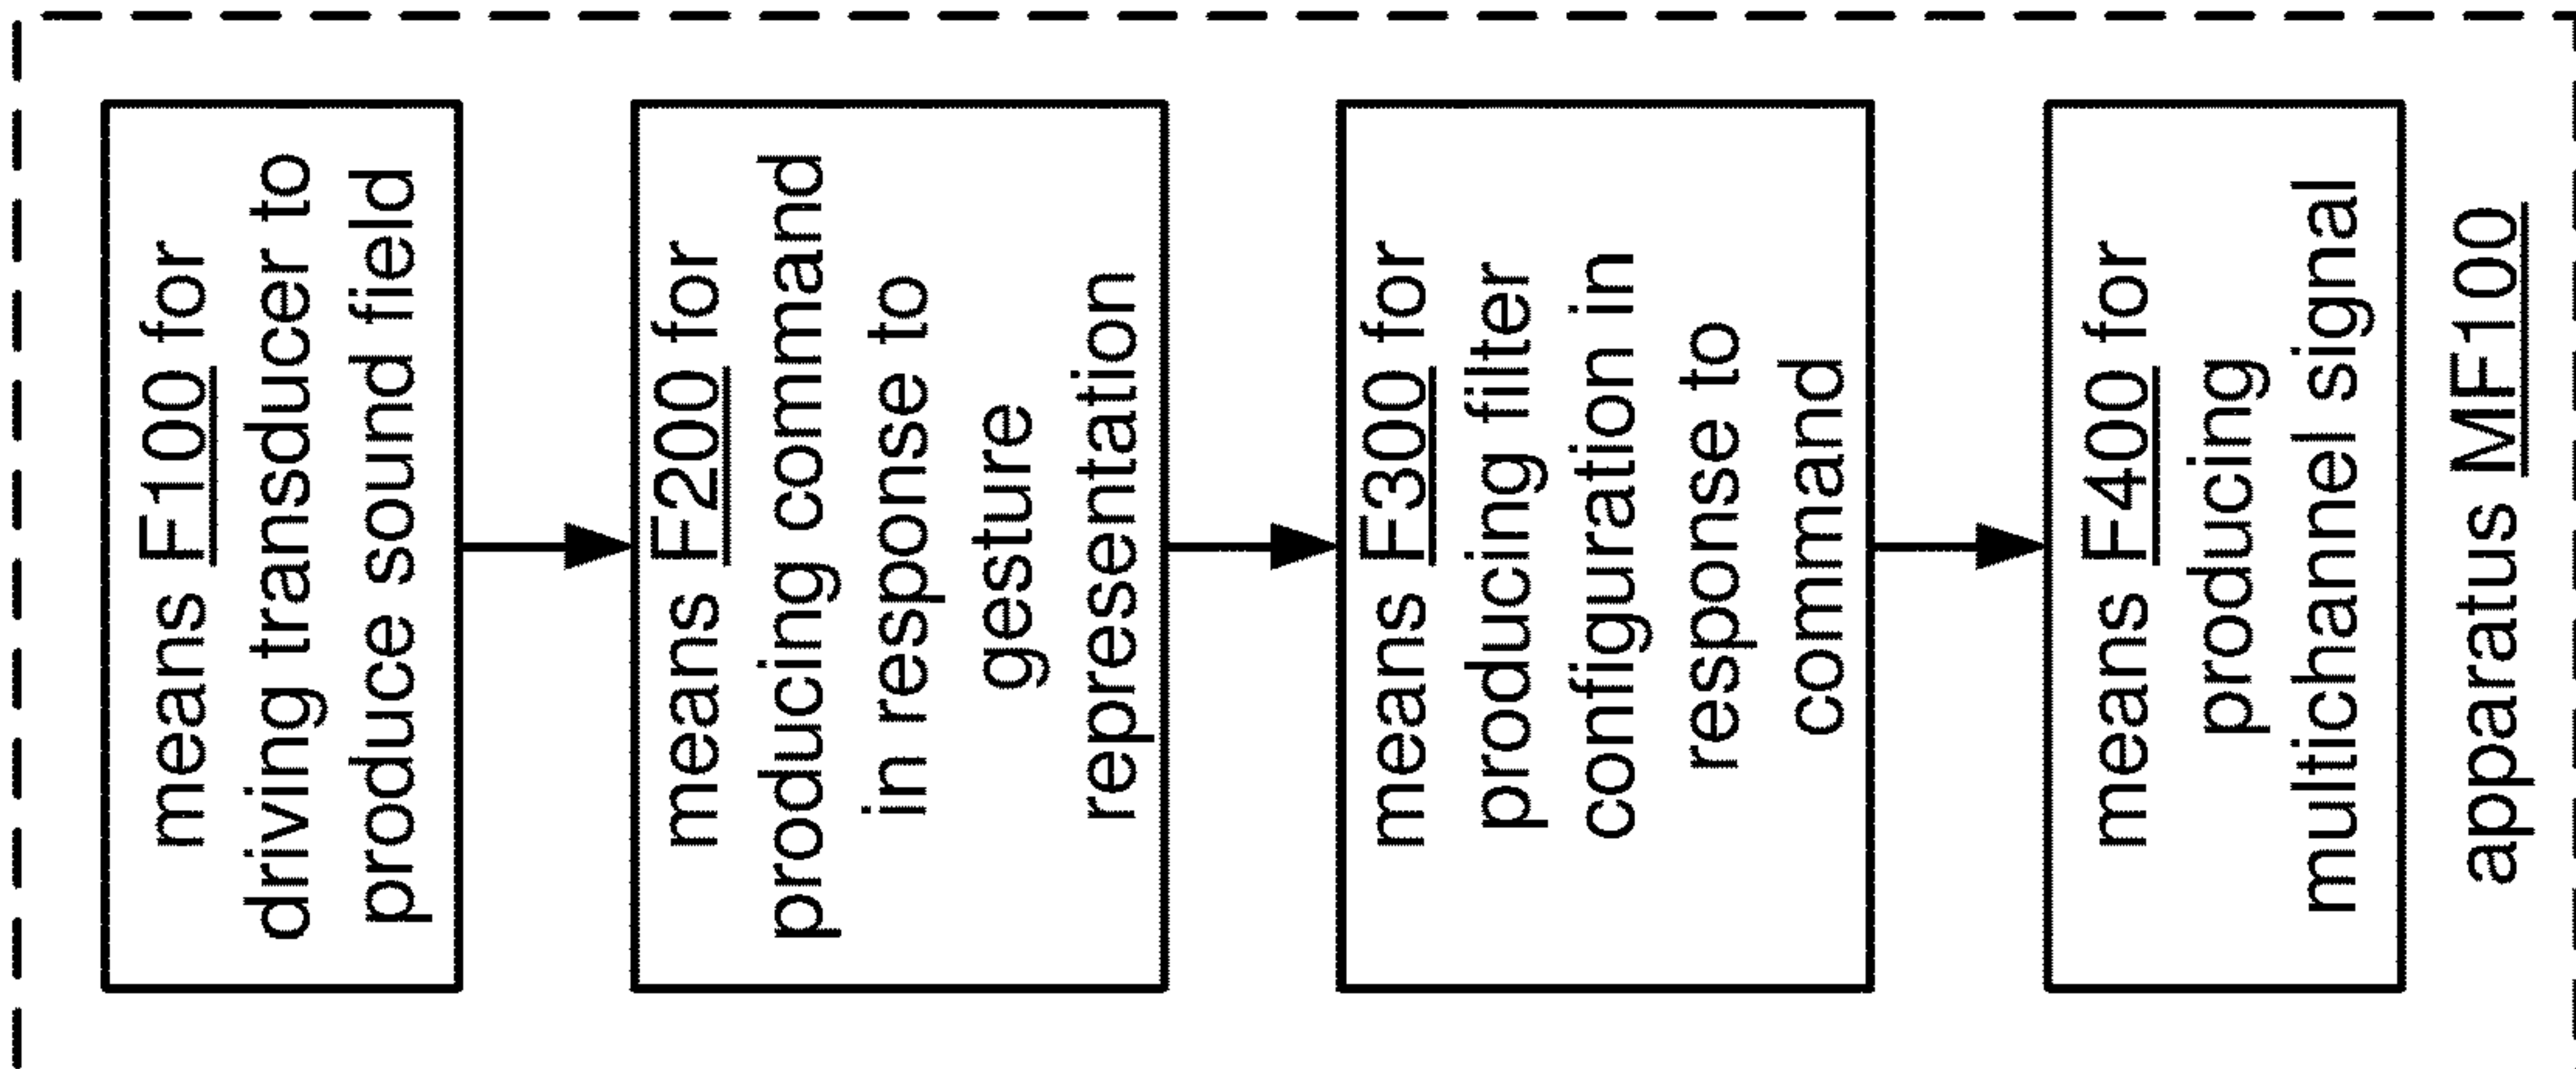 means F100 for
driving transducer to
produce sound field
means F200 for
producing command
in response to
gesture
representation
means F300 for
producing filter
configuration in
response to
command
means F400 for
producing
multichannel signal
apparatus MF100